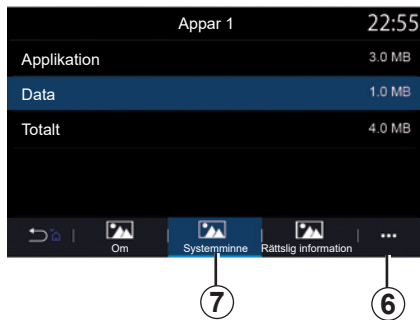 Appar 1 22:55
Applikation 3.0 MB
Data 1.0 MB
Totalt 4.0 MB
Om Systemminne Rättslig information ...
7 6